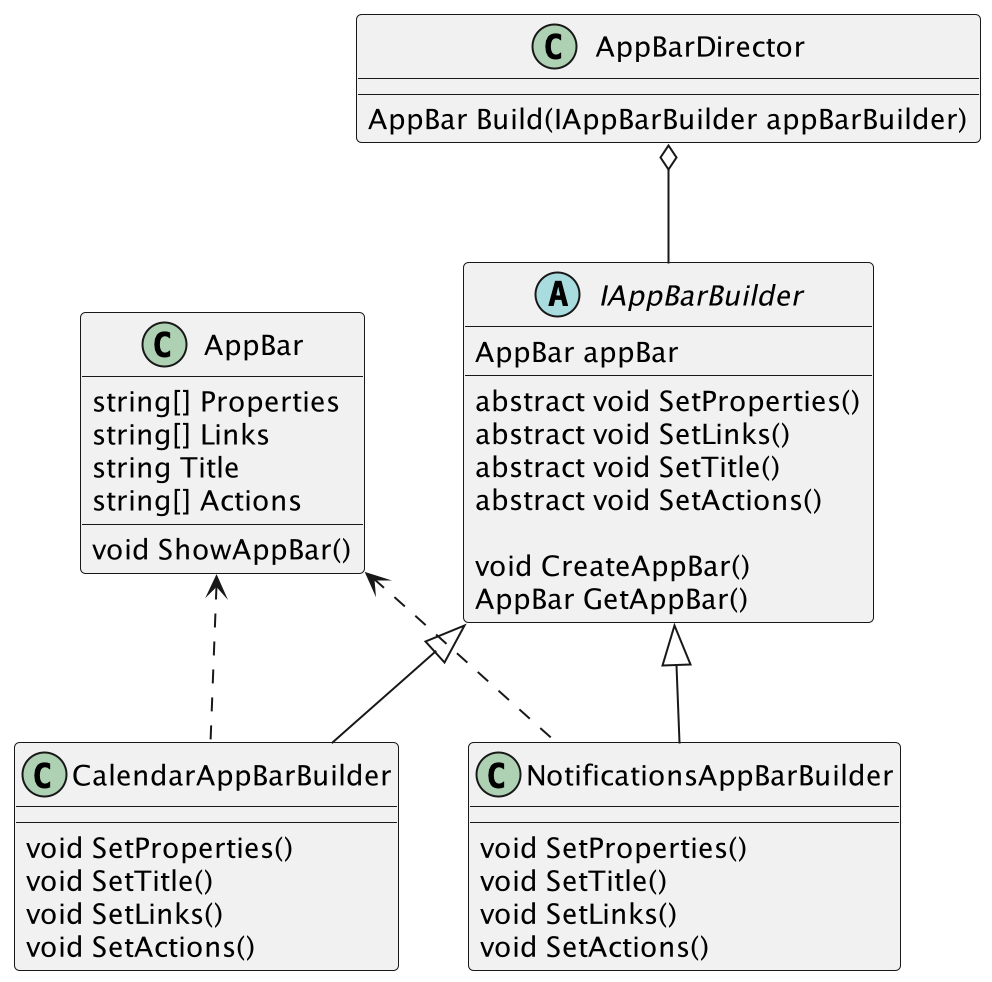 C AppBarDirector
AppBar Build(IAppBarBuilder appBarBuilder)
A IAppBarBuilder
AppBar appBar
abstract void SetProperties()
abstract void SetLinks()
abstract void SetTitle()
abstract void SetActions()
void CreateAppBar()
AppBar GetAppBar()
C AppBar
string[] Properties
string[] Links
string Title
string[] Actions
void ShowAppBar()
C CalendarAppBarBuilder
void SetProperties()
void SetTitle()
void SetLinks()
void SetActions()
C NotificationsAppBarBuilder
void SetProperties()
void SetTitle()
void SetLinks()
void SetActions()